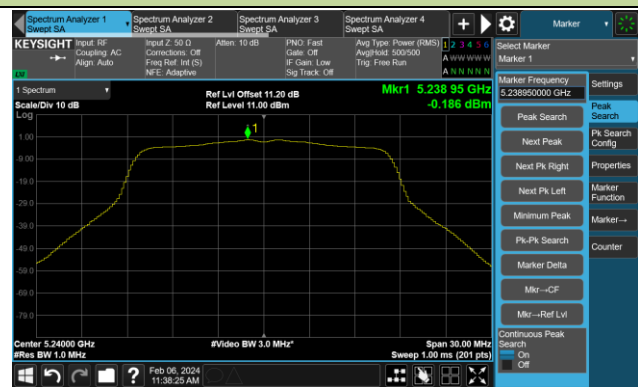 Spectrum Analyzer 1
Swept SA
Spectrum Analyzer 2
Swept SA
Spectrum Analyzer 3
Swept SA
Spectrum Analyzer 4
Swept SA
Marker
KEYSIGHT
Input: RF
Coupling: AC
Align: Auto
Input Z: 50 Ω
Corrections: Off
Freq Ref: Int (S)
NFE: Adaptive
Atten: 10 dB
PNO: Fast
Gate: Off
IF Gain: Low
Sig Track: Off
Avg Type: Power (RMS)
Avg|Hold: 500/500
Trig: Free Run
1 2 3 4 5 6
A W W W W W
A N N N N N
LW
Select Marker
Marker 1
1 Spectrum
Scale/Div 10 dB
Log
Ref Lvl Offset 11.20 dB
Ref Level 11.00 dBm
Mkr1 5.238 95 GHz
-0.186 dBm
1
1.00
-9.00
-19.0
-29.0
-39.0
-49.0
-59.0
-69.0
-79.0
Center 5.24000 GHz
#Res BW 1.0 MHz
#Video BW 3.0 MHz*
Span 30.00 MHz
Sweep 1.00 ms (201 pts)
Marker Frequency
5.238950000 GHz
Peak Search
Next Peak
Next Pk Right
Next Pk Left
Minimum Peak
Pk-Pk Search
Marker Delta
Mkr→CF
Mkr→Ref Lvl
Continuous Peak
Search
On
Off
Settings
Peak
Search
Pk Search
Config
Properties
Marker
Function
Marker→
Counter
Feb 06, 2024
11:38:25 AM